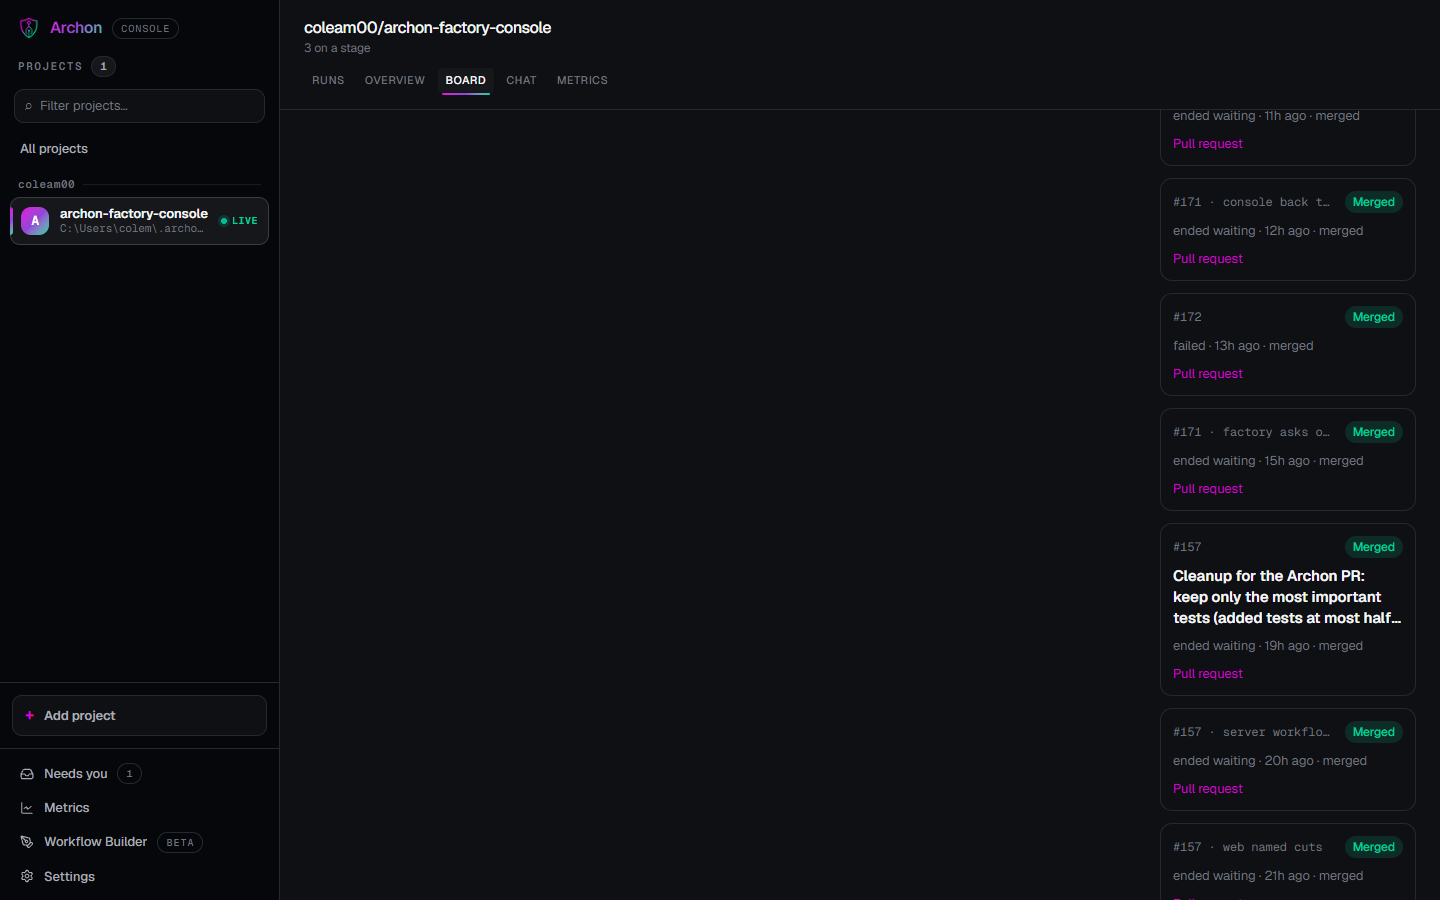 Archon CONSOLE
PROJECTS 1
Filter projects...
All projects
coleam00
A archon-factory-console LIVE
C:\Users\colem\.archo…
+ Add project
Needs you 1
Metrics
Workflow Builder BETA
Settings
coleam00/archon-factory-console
3 on a stage
RUNS OVERVIEW BOARD CHAT METRICS
ended waiting · 11h ago · merged
Pull request
#171 · console back t… Merged
ended waiting · 12h ago · merged
Pull request
#172 Merged
failed · 13h ago · merged
Pull request
#171 · factory asks o… Merged
ended waiting · 15h ago · merged
Pull request
#157 Merged
Cleanup for the Archon PR:
keep only the most important
tests (added tests at most half…
ended waiting · 19h ago · merged
Pull request
#157 · server workflo… Merged
ended waiting · 20h ago · merged
Pull request
#157 · web named cuts Merged
ended waiting · 21h ago · merged